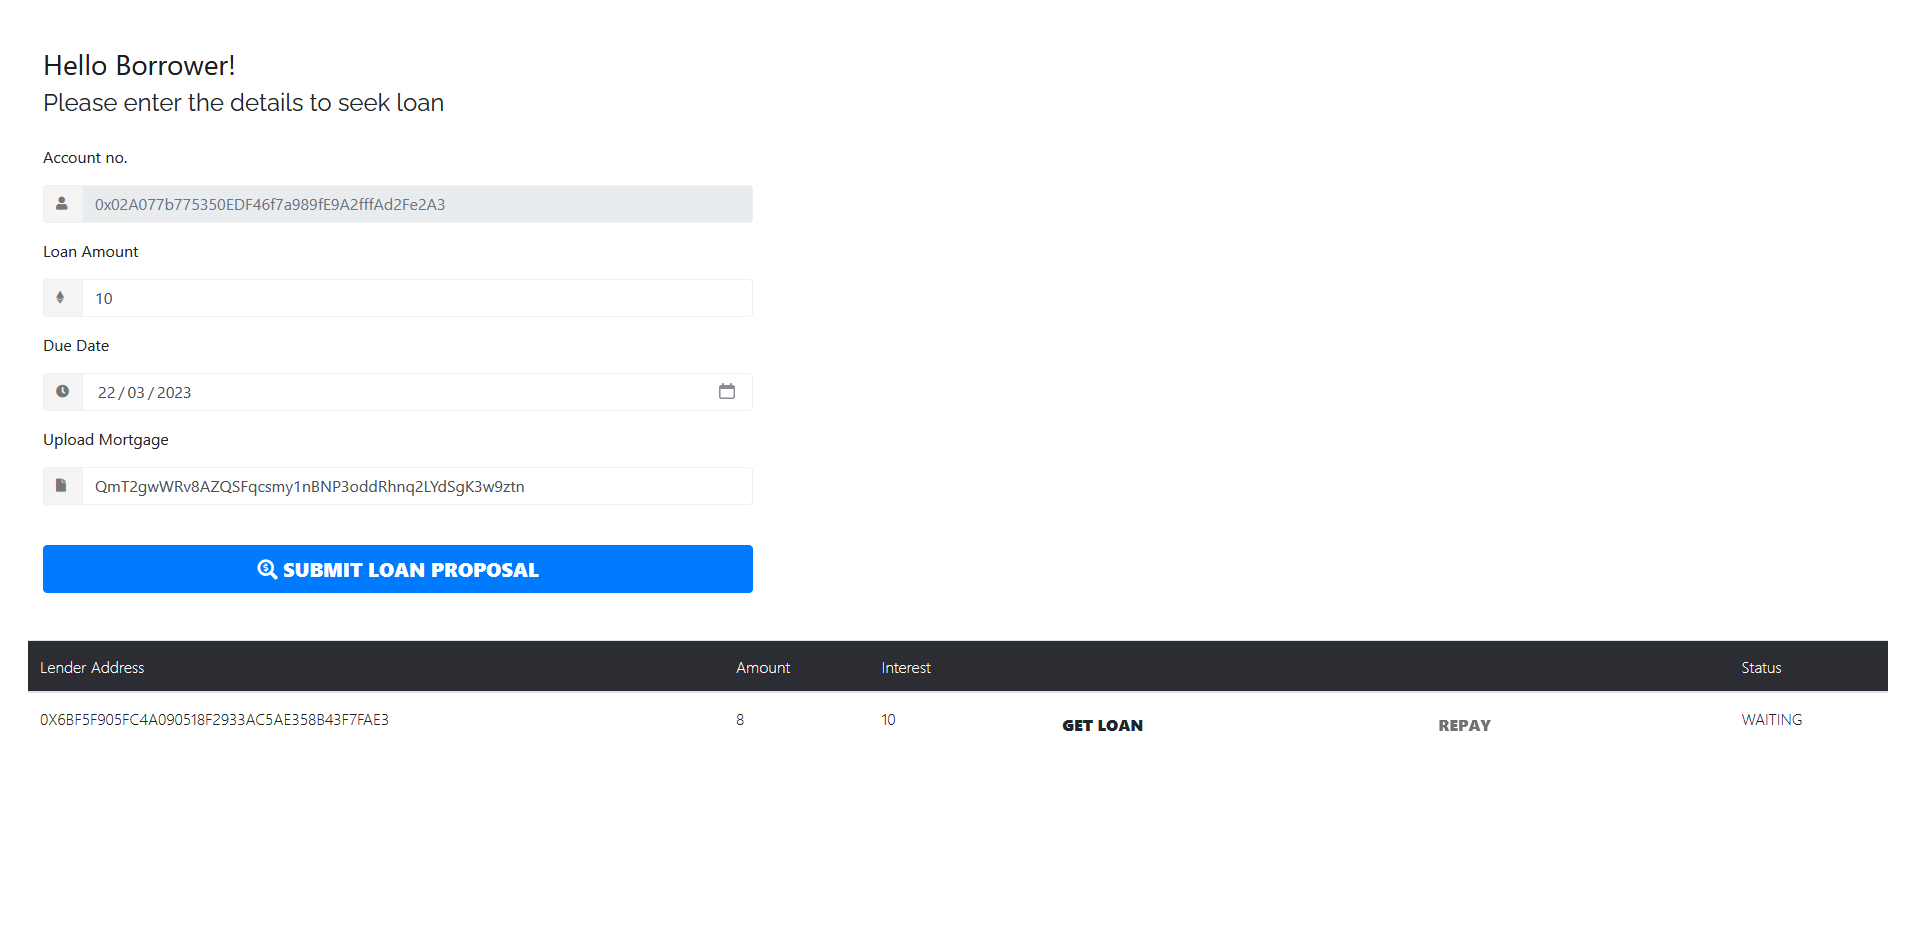 Hello Borrower!
Please enter the details to seek loan
Account no.
0x02A077b775350EDF46f7a989fE9A2fffAd2Fe2A3
Loan Amount
10
Due Date
22/03/2023
Upload Mortgage
QmT2gwWRv8AZQSFqcsmy1nBNP3oddRhnq2LYdSgK3w9ztn
SUBMIT LOAN PROPOSAL
Lender Address Amount Interest Status
0X6BF5F905FC4A090518F2933AC5AE358B43F7FAE3 8 10 GET LOAN REPAY WAITING